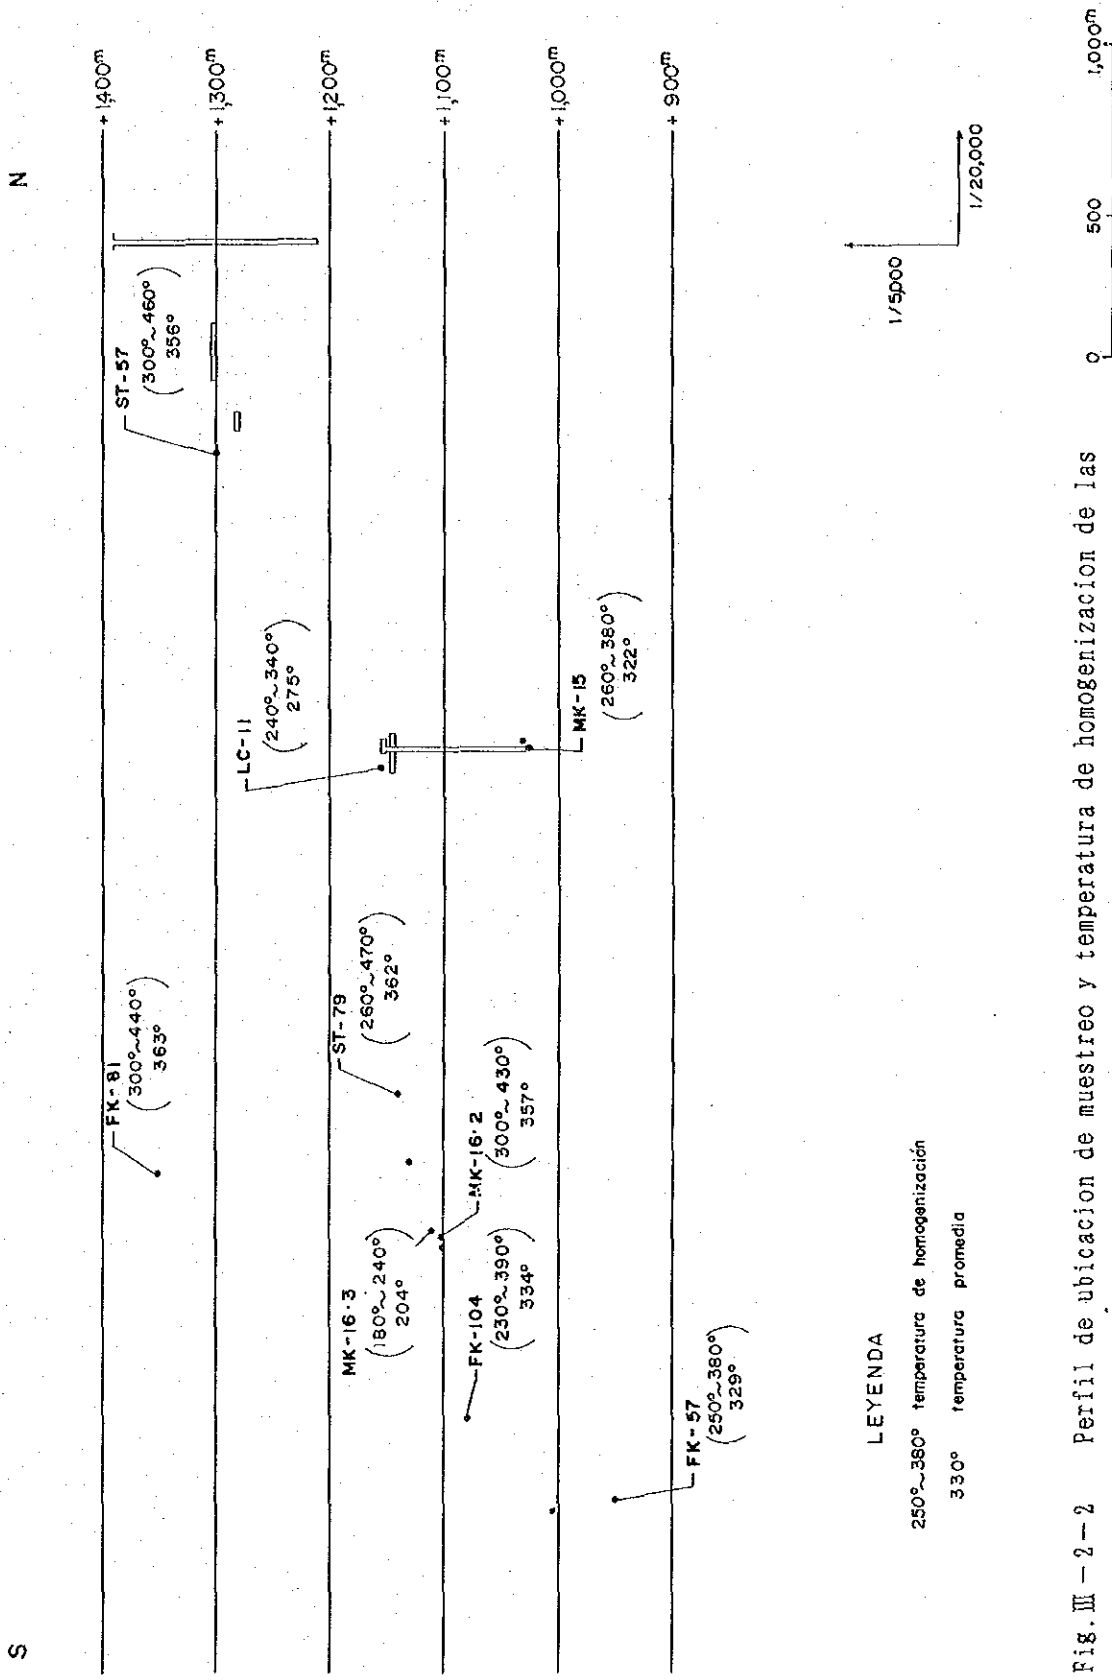 S
N
+1,400m
+1,300m
+1,200m
+1,100m
+1,000m
+900m
FK-81
(300°~440°)
363°
ST-57
(300°~460°)
356°
LC-11
(240°~340°)
275°
ST-79
(260°~470°)
362°
MK-16·3
(180°~240°)
204°
MK-16·2
(300°~430°)
357°
FK-104
(230°~390°)
334°
MK-15
(260°~380°)
322°
FK-57
(250°~380°)
329°
LEYENDA
250°~380° temperatura de homogenización
330° temperatura promedia
1/5,000
1/20,000
0 500 1,000m
Fig. III-2-2 Perfil de ubicacion de muestreo y temperatura de homogenizacion de las